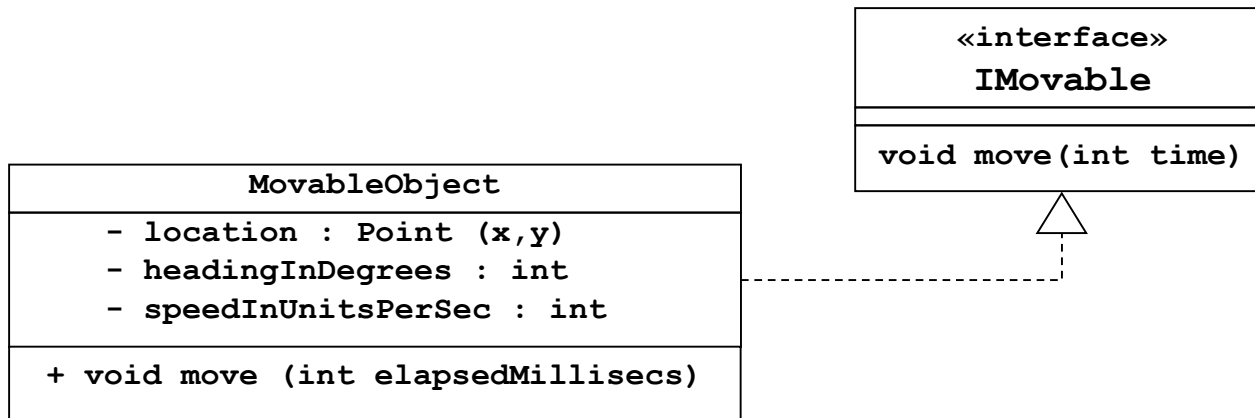 «interface»
IMovable
void move(int time)
MovableObject
- location : Point (x,y)
- headingInDegrees : int
- speedInUnitsPerSec : int
+ void move (int elapsedMillisecs)